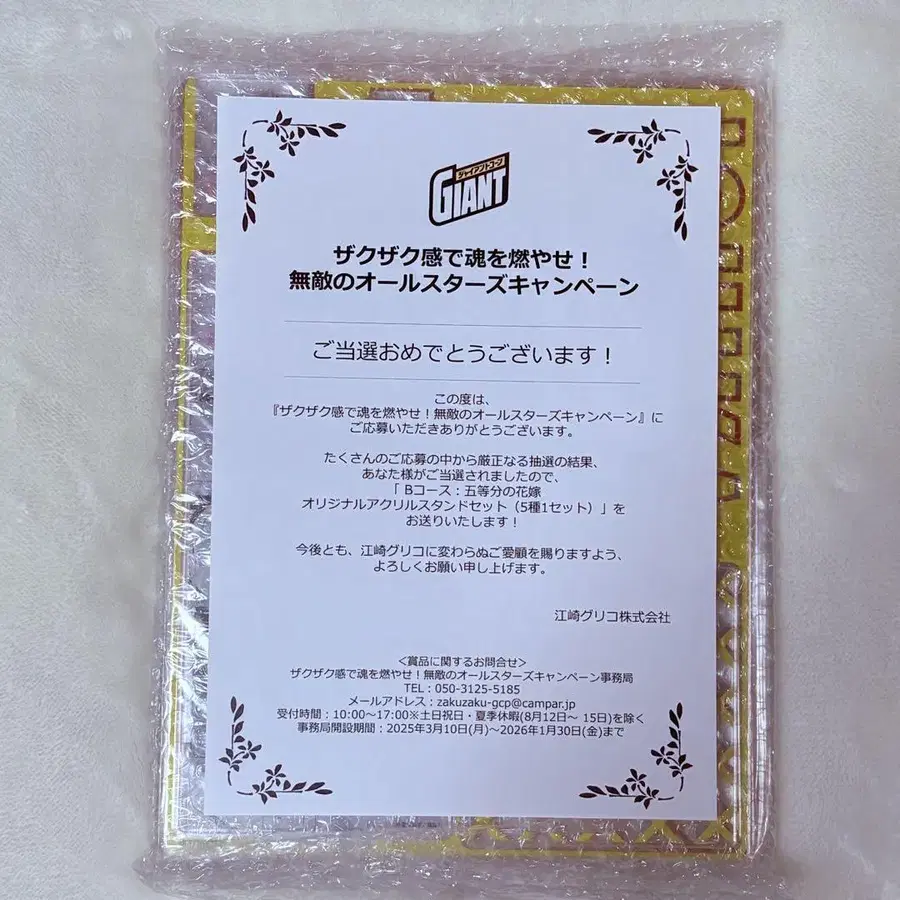 ジャイアントコーン
GIANT
ザクザク感で魂を燃やせ！
無敵のオールスターズキャンペーン
ご当選おめでとうございます！
この度は、
『ザクザク感で魂を燃やせ！無敵のオールスターズキャンペーン』に
ご応募いただきありがとうございます。
たくさんのご応募の中から厳正なる抽選の結果、
あなた様がご当選されましたので、
「 Bコース：五等分の花嫁
オリジナルアクリルスタンドセット（5種1セット）」を
お送りいたします！
今後とも、江崎グリコに変わらぬご愛顧を賜りますよう、
よろしくお願い申し上げます。
江崎グリコ株式会社
＜賞品に関するお問合せ＞
ザクザク感で魂を燃やせ！無敵のオールスターズキャンペーン事務局
TEL：050-3125-5185
メールアドレス：zakuzaku-gcp@campar.jp
受付時間：10:00～17:00※土日祝日・夏季休暇(8月12日～ 15日)を除く
事務局開設期間：2025年3月10日(月)～2026年1月30日(金)まで